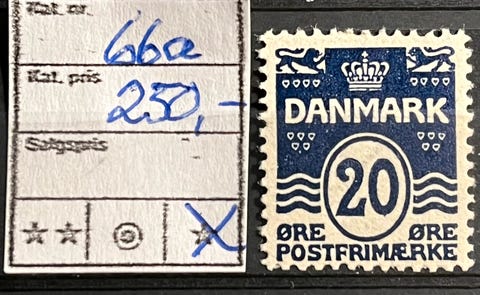 Kat. nr.
66a
Kat. pris
250,-
Salgspris
DANMARK
20
ØRE ØRE
POSTFRIMÆRKE